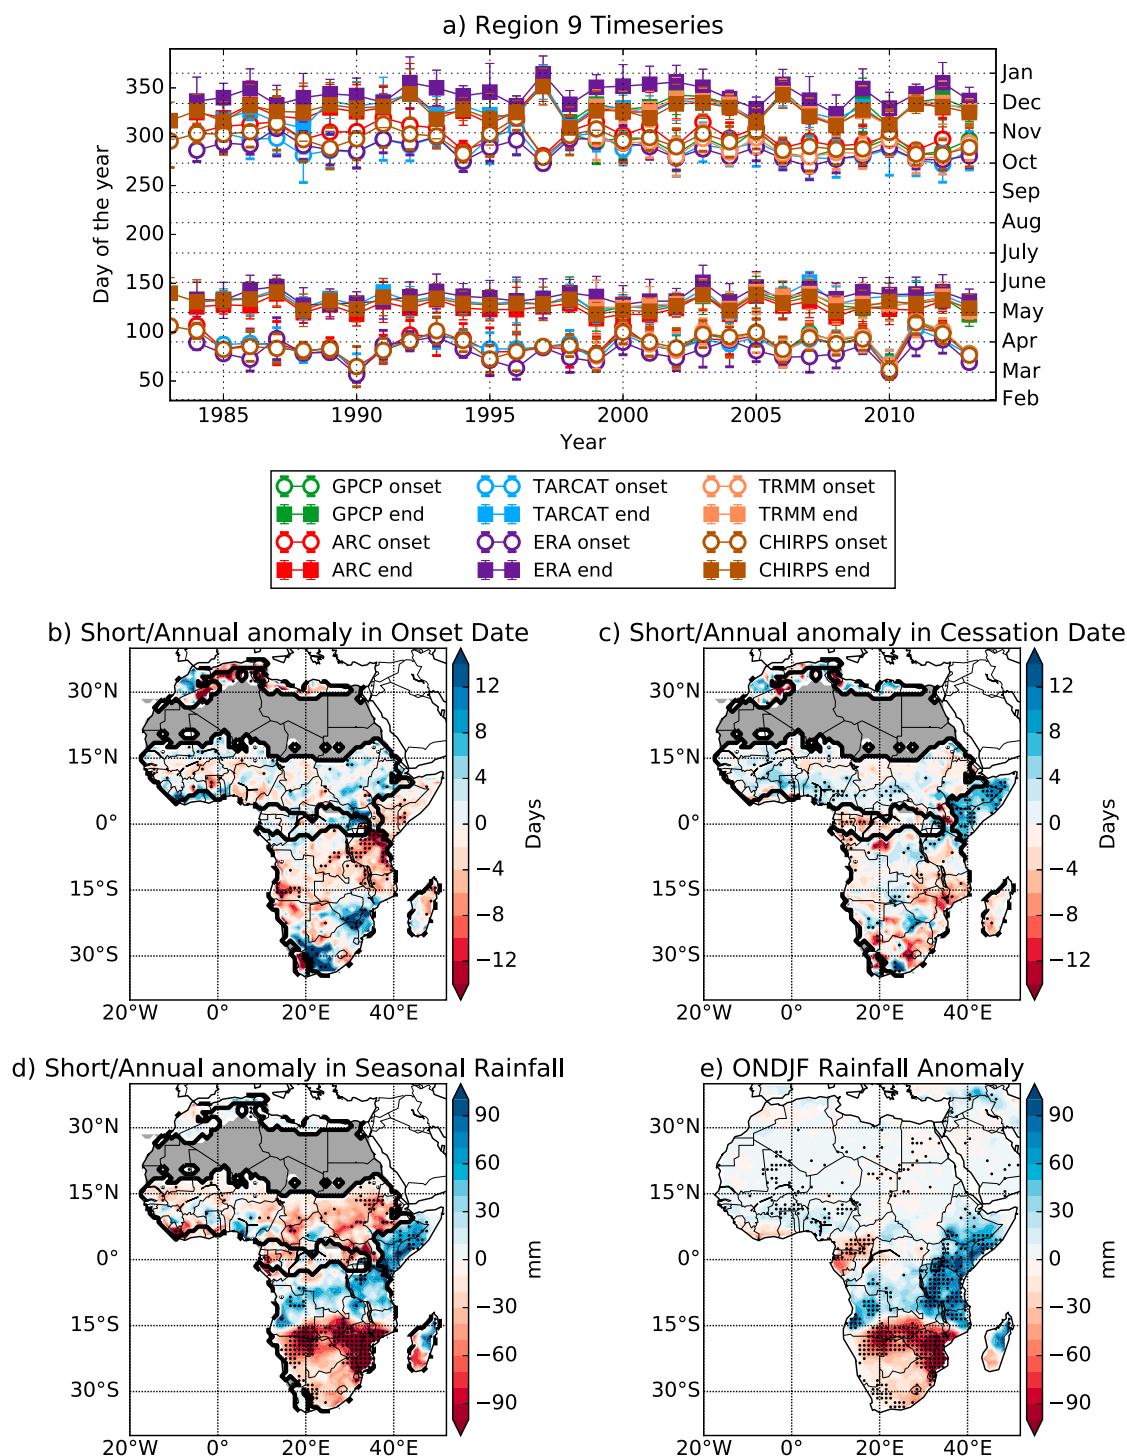 a) Region 9 Timeseries
Day of the year
350
300
250
200
150
100
50
Jan
Dec
Nov
Oct
Sep
Aug
July
June
May
Apr
Mar
Feb
1985 1990 1995 2000 2005 2010
Year
GPCP onset TARCAT onset TRMM onset
GPCP end TARCAT end TRMM end
ARC onset ERA onset CHIRPS onset
ARC end ERA end CHIRPS end
b) Short/Annual anomaly in Onset Date
30°N
15°N
0°
15°S
30°S
20°W 0° 20°E 40°E
12
8
4
0
−4
−8
−12
Days
c) Short/Annual anomaly in Cessation Date
30°N
15°N
0°
15°S
30°S
20°W 0° 20°E 40°E
12
8
4
0
−4
−8
−12
Days
d) Short/Annual anomaly in Seasonal Rainfall
30°N
15°N
0°
15°S
30°S
20°W 0° 20°E 40°E
90
60
30
0
−30
−60
−90
mm
e) ONDJF Rainfall Anomaly
30°N
15°N
0°
15°S
30°S
20°W 0° 20°E 40°E
90
60
30
0
−30
−60
−90
mm